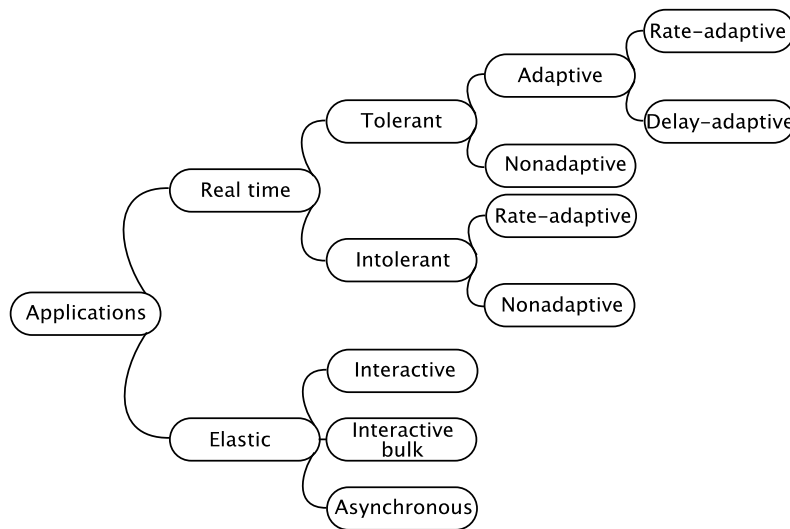 Rate-adaptive
Adaptive
Tolerant
Delay-adaptive
Nonadaptive
Real time
Rate-adaptive
Intolerant
Nonadaptive
Applications
Interactive
Elastic
Interactive
bulk
Asynchronous